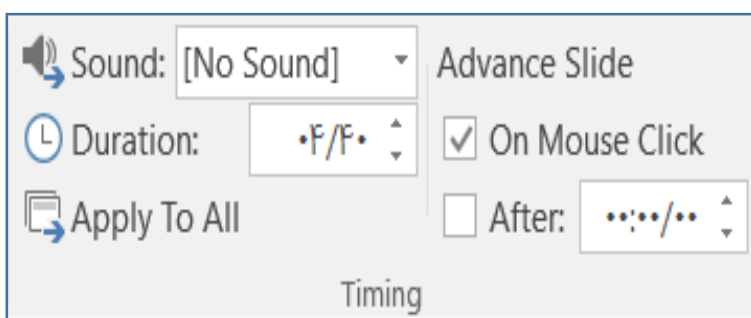 Sound: [No Sound]
Advance Slide
Duration: ۰۴/۴۰
On Mouse Click
Apply To All
After: ۰۰:۰۰/۰۰
Timing